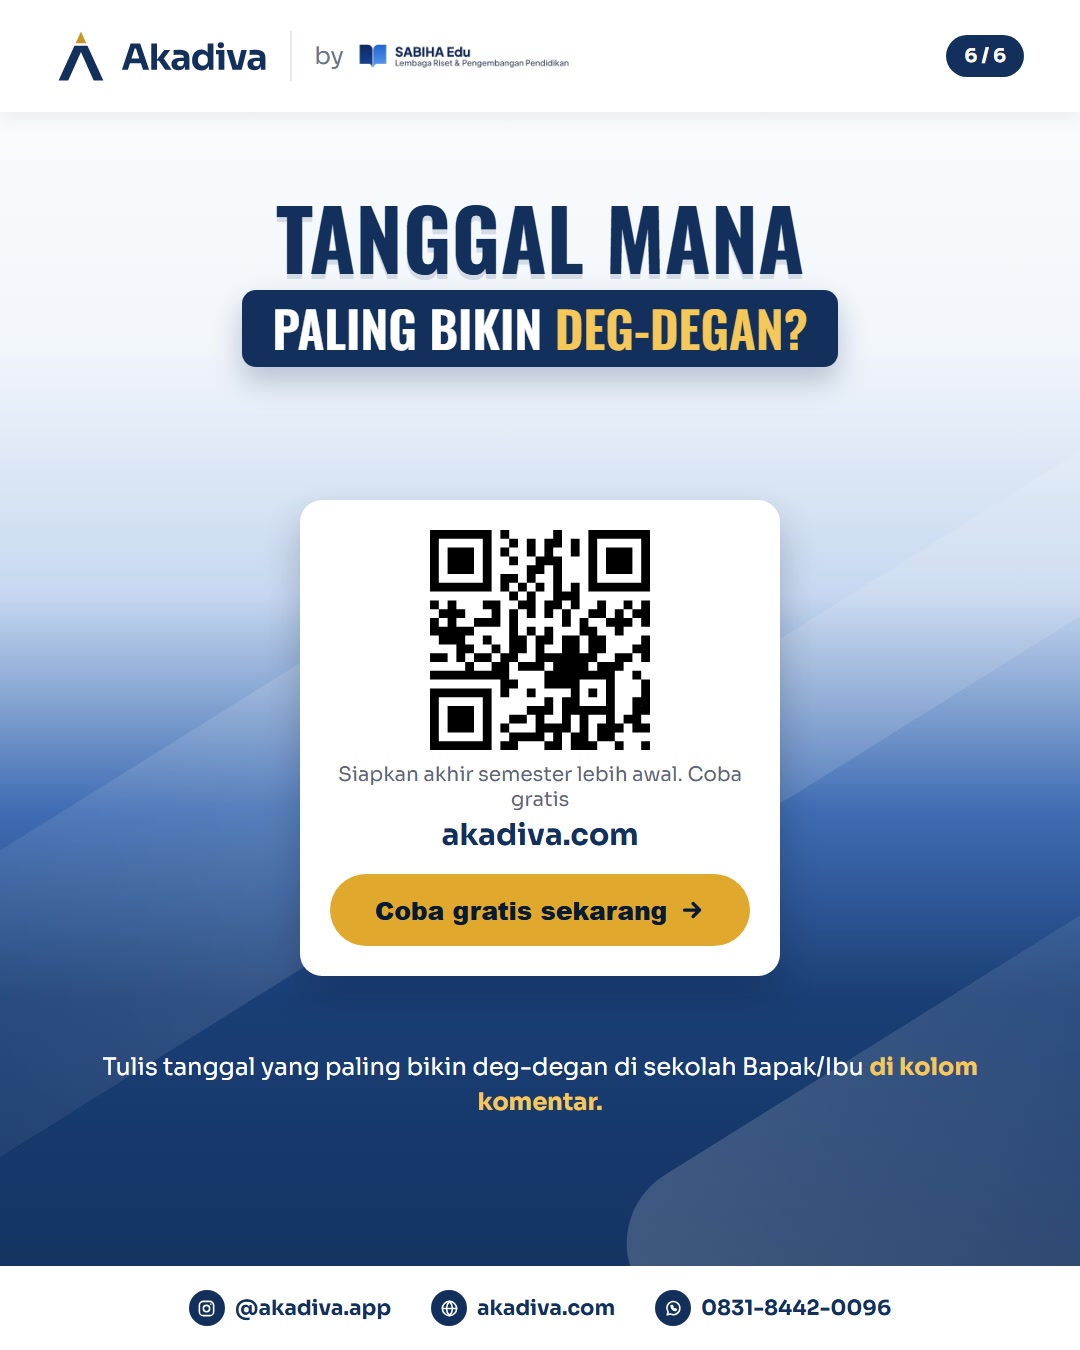 Akadiva
by
SABIHA Edu
Lembaga Riset & Pengembangan Pendidikan
6/6
TANGGAL MANA
PALING BIKIN DEG-DEGAN?
Siapkan akhir semester lebih awal. Coba
gratis
akadiva.com
Coba gratis sekarang →
Tulis tanggal yang paling bikin deg-degan di sekolah Bapak/Ibu di kolom
komentar.
@akadiva.app
akadiva.com
0831-8442-0096